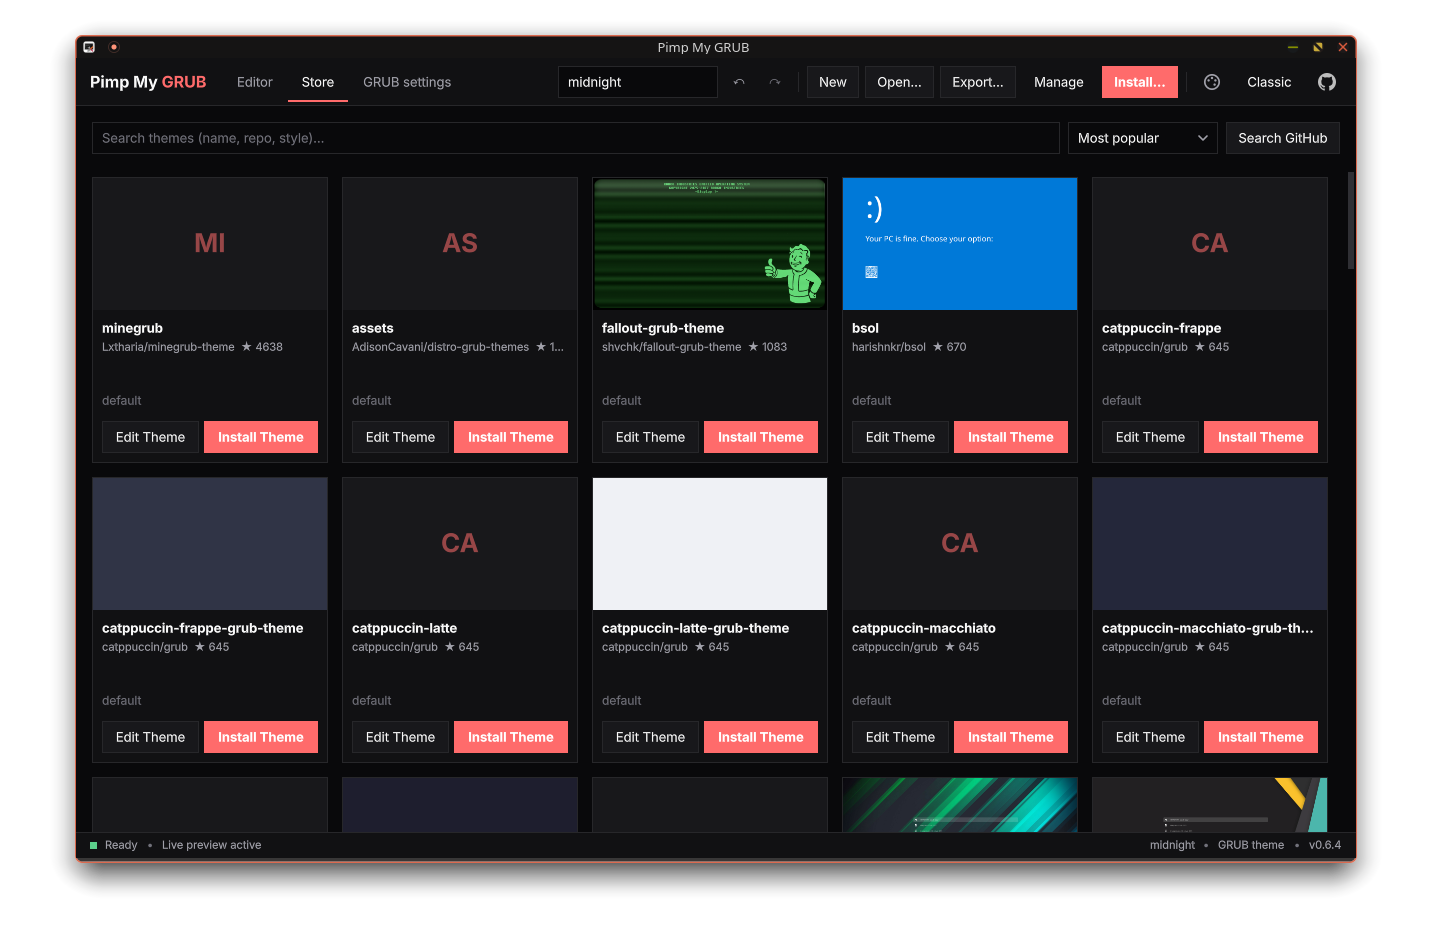 Pimp My GRUB
Pimp My GRUB Editor Store GRUB settings midnight New Open... Export... Manage Install... Classic
Search themes (name, repo, style)... Most popular Search GitHub
MI AS CA
:)
Your PC is fine. Choose your option:
minegrub assets fallout-grub-theme bsol catppuccin-frappe
Lxtharia/minegrub-theme ★ 4638 AdisonCavani/distro-grub-themes ★ 1... shvchk/fallout-grub-theme ★ 1083 harishnkr/bsol ★ 670 catppuccin/grub ★ 645
default default default default default
Edit Theme Install Theme Edit Theme Install Theme Edit Theme Install Theme Edit Theme Install Theme Edit Theme Install Theme
CA CA
catppuccin-frappe-grub-theme catppuccin-latte catppuccin-latte-grub-theme catppuccin-macchiato catppuccin-macchiato-grub-th...
catppuccin/grub ★ 645 catppuccin/grub ★ 645 catppuccin/grub ★ 645 catppuccin/grub ★ 645 catppuccin/grub ★ 645
default default default default default
Edit Theme Install Theme Edit Theme Install Theme Edit Theme Install Theme Edit Theme Install Theme Edit Theme Install Theme
Ready • Live preview active midnight • GRUB theme • v0.6.4